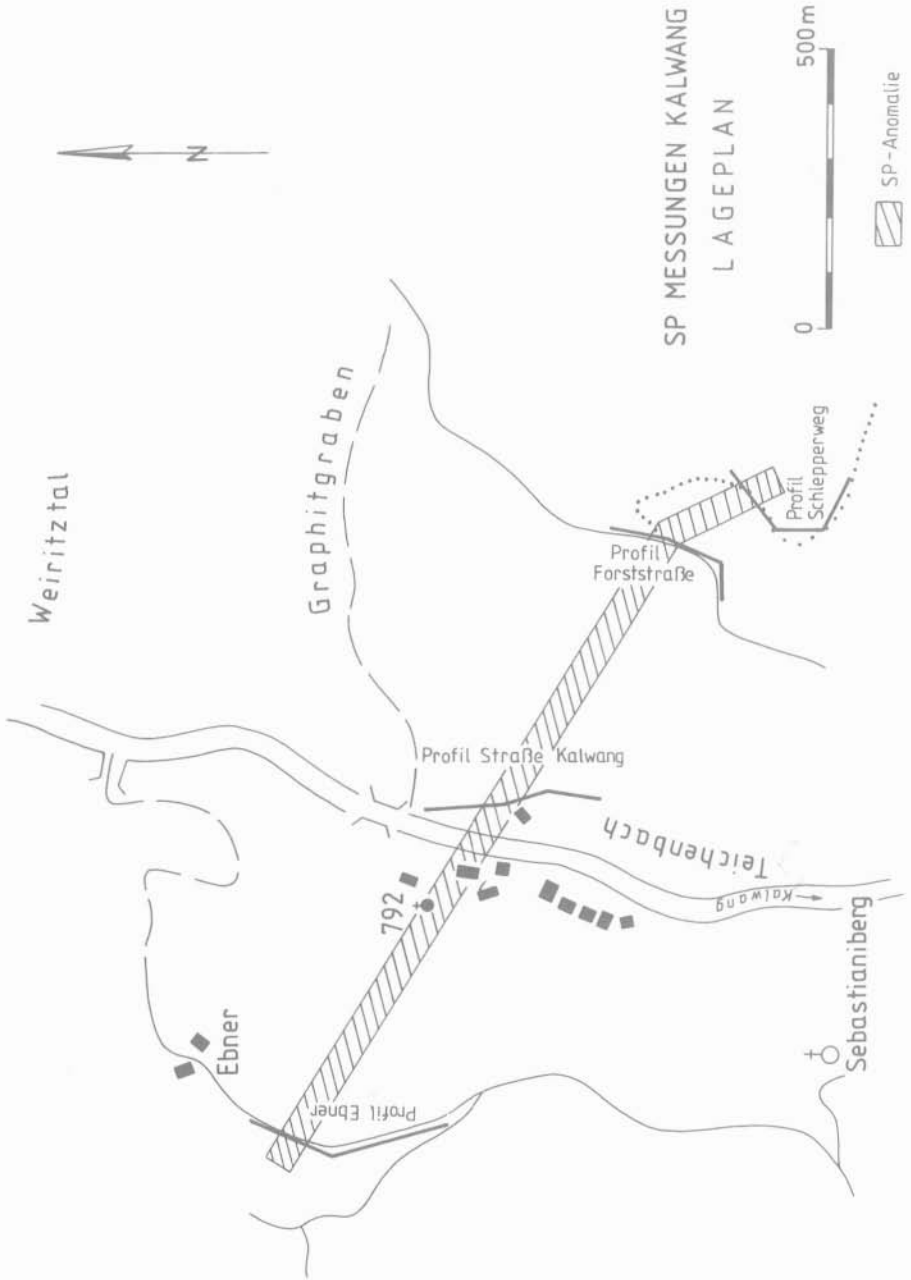 Weiritztal
N
Graphitgraben
Ebner
792
Profil Straße Kalwang
Profil Ebner
Profil
Forststraße
Profil
Schlepperweg
Teichenbach
Kalwang
Sebastianiberg
SP MESSUNGEN KALWANG
LAGEPLAN
0 500m
SP-Anomalie